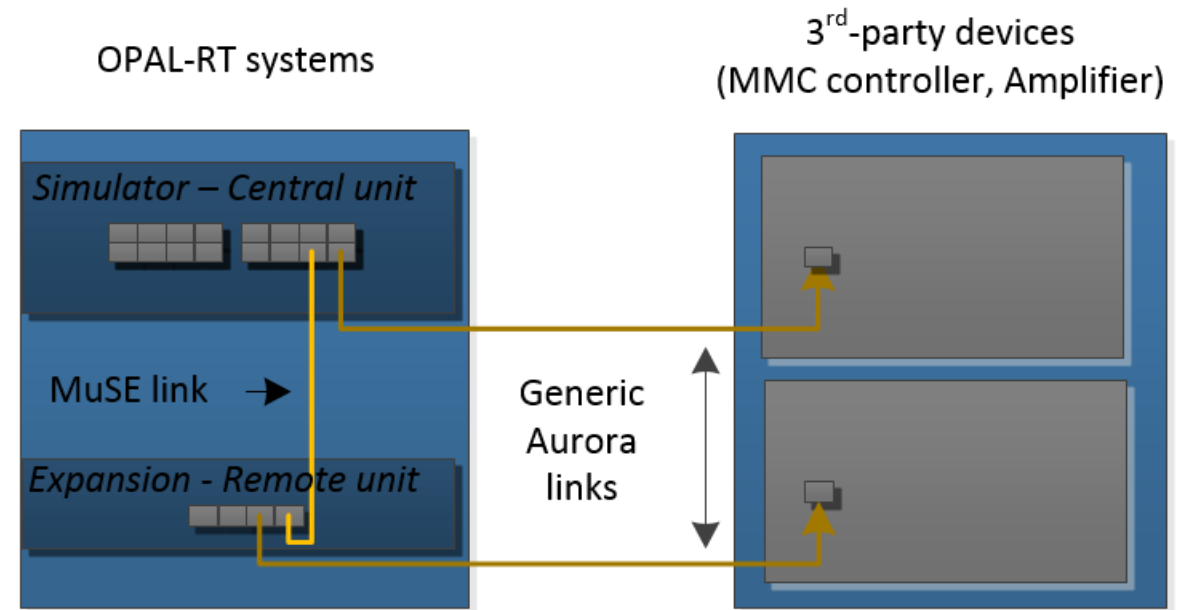 OPAL-RT systems
3rd-party devices
(MMC controller, Amplifier)
Simulator – Central unit
MuSE link
Generic
Aurora
links
Expansion - Remote unit